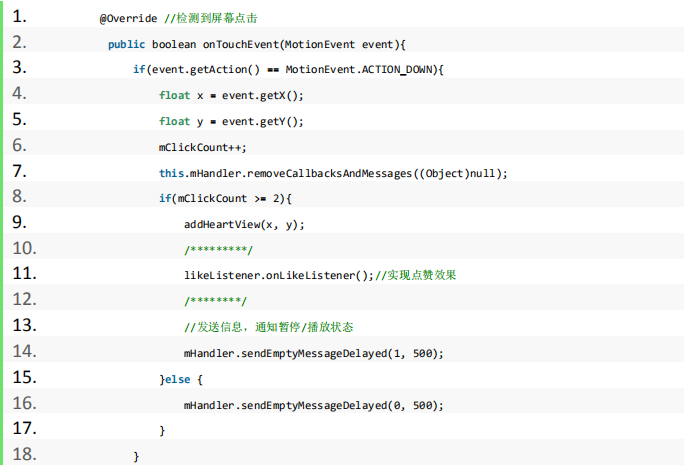 1. @Override //检测到屏幕点击
2. public boolean onTouchEvent(MotionEvent event){
3. if(event.getAction() == MotionEvent.ACTION_DOWN){
4. float x = event.getX();
5. float y = event.getY();
6. mClickCount++;
7. this.mHandler.removeCallbacksAndMessages((Object)null);
8. if(mClickCount >= 2){
9. addHeartView(x, y);
10. /*********/
11. likeListener.onLikeListener();//实现点赞效果
12. /********/
13. //发送信息，通知暂停/播放状态
14. mHandler.sendEmptyMessageDelayed(1, 500);
15. }else {
16. mHandler.sendEmptyMessageDelayed(0, 500);
17. }
18. }